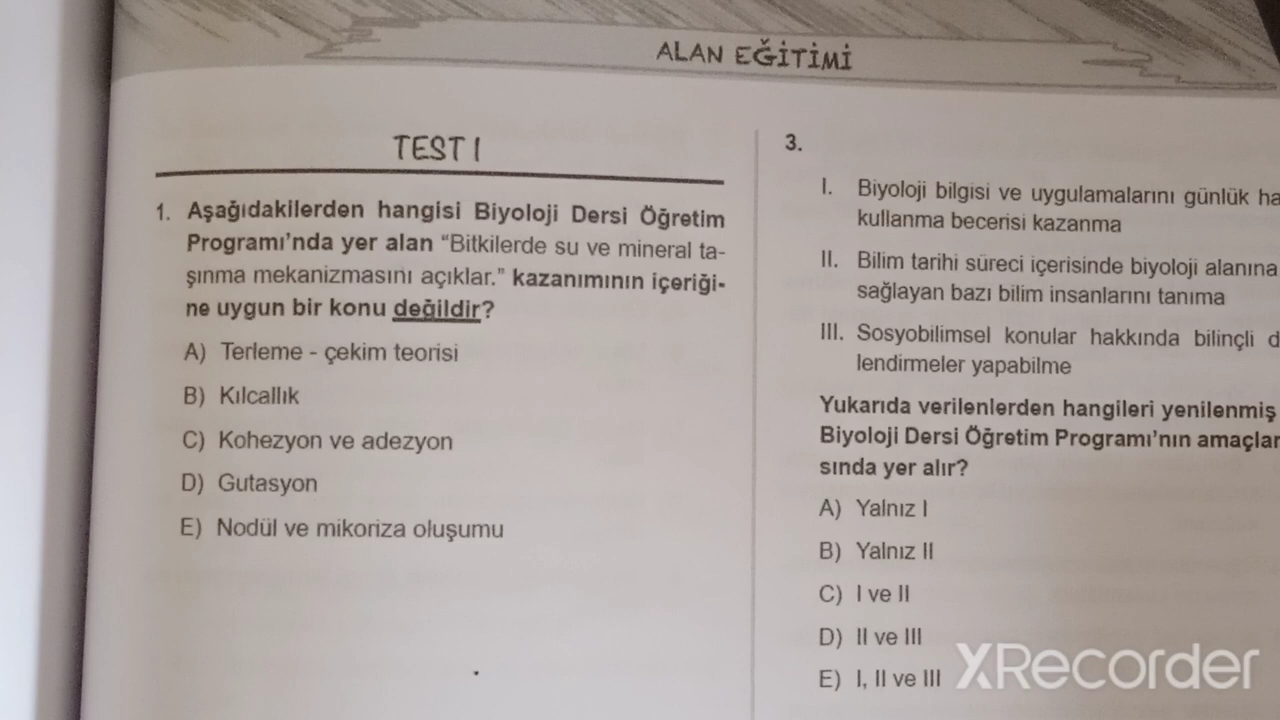 ALAN EĞİTİMİ
TEST I
1. Aşağıdakilerden hangisi Biyoloji Dersi Öğretim
Programı'nda yer alan “Bitkilerde su ve mineral ta-
şınma mekanizmasını açıklar.” kazanımının içeriği-
ne uygun bir konu değildir?
A) Terleme - çekim teorisi
B) Kılcallık
C) Kohezyon ve adezyon
D) Gutasyon
E) Nodül ve mikoriza oluşumu
3.
I. Biyoloji bilgisi ve uygulamalarını günlük ha
kullanma becerisi kazanma
II. Bilim tarihi süreci içerisinde biyoloji alanına
sağlayan bazı bilim insanlarını tanıma
III. Sosyobilimsel konular hakkında bilinçli d
lendirmeler yapabilme
Yukarıda verilenlerden hangileri yenilenmiş
Biyoloji Dersi Öğretim Programı'nın amaçlar
sında yer alır?
A) Yalnız I
B) Yalnız II
C) I ve II
D) II ve III
E) I, II ve III
XRecorder